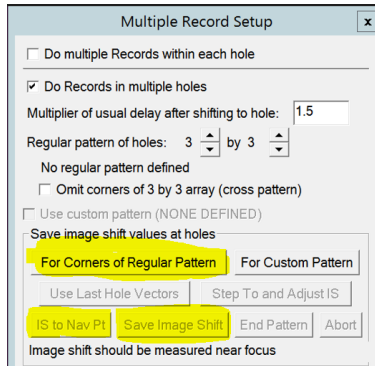 Multiple Record Setup x
Do multiple Records within each hole
Do Records in multiple holes
Multiplier of usual delay after shifting to hole: 1.5
Regular pattern of holes: 3 by 3
No regular pattern defined
Omit corners of 3 by 3 array (cross pattern)
Use custom pattern (NONE DEFINED)
Save image shift values at holes
For Corners of Regular Pattern For Custom Pattern
Use Last Hole Vectors Step To and Adjust IS
IS to Nav Pt Save Image Shift End Pattern Abort
Image shift should be measured near focus